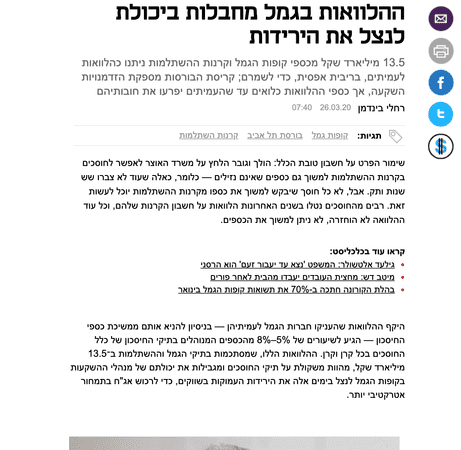 ההלוואות בגמל מחבלות ביכולת
לנצל את הירידות
13.5 מיליארד שקל מכספי קופות הגמל וקרנות ההשתלמות ניתנו כהלוואות
לעמיתים, בריבית אפסית, כדי לשמרם; קריסת הבורסות מספקת הזדמנויות
השקעה, אך כספי ההלוואות כלואים עד שהעמיתים יפרעו את חובותיהם
רחלי בינדמן 26.03.20 07:40
תגיות: קופות גמל בורסת תל אביב קרנות השתלמות
שימור הפרט על חשבון טובת הכלל: הולך וגובר הלחץ על משרד האוצר לאפשר לחוסכים
בקרנות ההשתלמות למשוך גם כספים שאינם נזילים — כלומר, כאלה שעוד לא צברו שש
שנות ותק. אבל, לא כל חוסך שיבקש למשוך את כספו מקרנות ההשתלמות יוכל לעשות
זאת. רבים מהחוסכים נטלו בשנים האחרונות הלוואות על חשבון הקרנות שלהם, וכל עוד
ההלוואה לא הוחזרה, לא ניתן למשוך את הכספים.
קראו עוד בכלכליסט:
גילעד אלטשולר: המשפט 'נצא עד יעבור זעם' הוא הרסני
מיטב דש: מחצית העובדים יעבדו מהבית לאחר פורים
בהלת הקורונה חתכה ב-70% את תשואות קופות הגמל בינואר
היקף ההלוואות שהעניקו חברות הגמל לעמיתיהן — בניסיון להניא אותם ממשיכת כספי
החיסכון — הגיע לשיעורים של 5%–8% מהכספים המנוהלים בתיקי החיסכון של כלל
החוסכים בכל קרן וקרן. ההלוואות הללו, שמסתכמות בתיקי הגמל וההשתלמות ב־13.5
מיליארד שקל, מהוות משקולת על תיקי החוסכים ומגבילות את יכולתם של מנהלי ההשקעות
בקופות הגמל לנצל בימים אלה את הירידות העמוקות בשווקים, כדי לרכוש אג"ח בתמחור
אטרקטיבי יותר.